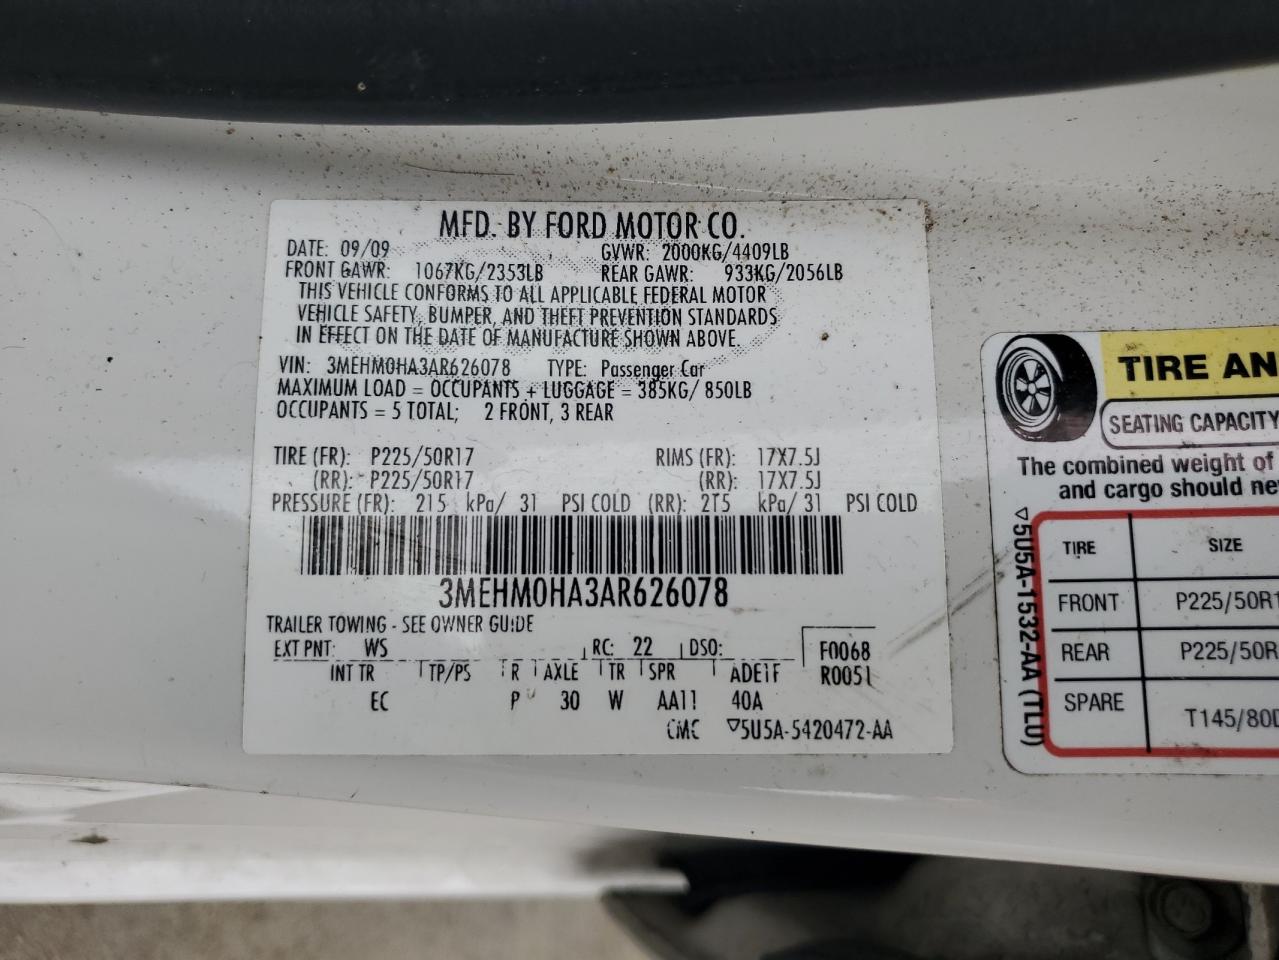 MFD. BY FORD MOTOR CO.
DATE: 09/09 GVWR: 2000KG/4409LB
FRONT GAWR: 1067KG/2353LB REAR GAWR: 933KG/2056LB
THIS VEHICLE CONFORMS TO ALL APPLICABLE FEDERAL MOTOR
VEHICLE SAFETY, BUMPER, AND THEFT PREVENTION STANDARDS
IN EFFECT ON THE DATE OF MANUFACTURE SHOWN ABOVE.
VIN: 3MEHM0HA3AR626078 TYPE: Passenger Car
MAXIMUM LOAD = OCCUPANTS + LUGGAGE = 385KG/ 850LB
OCCUPANTS = 5 TOTAL; 2 FRONT, 3 REAR
TIRE (FR): P225/50R17 RIMS (FR): 17X7.5J
(RR): P225/50R17 (RR): 17X7.5J
PRESSURE (FR): 215 kPa/ 31 PSI COLD (RR): 215 kPa/ 31 PSI COLD
3MEHM0HA3AR626078
TRAILER TOWING - SEE OWNER GUIDE
EXT PNT: WS RC: 22 DSO: F0068
INT TR TP/PS R AXLE TR SPR ADEIF R0051
EC P 30 W AA11 40A
CMC ▽5U5A-5420472-AA
TIRE AN
SEATING CAPACITY
The combined weight of
and cargo should ne
▽5U5A-1532-AA (TLU)
TIRE SIZE
FRONT P225/50R1
REAR P225/50R
SPARE T145/80D